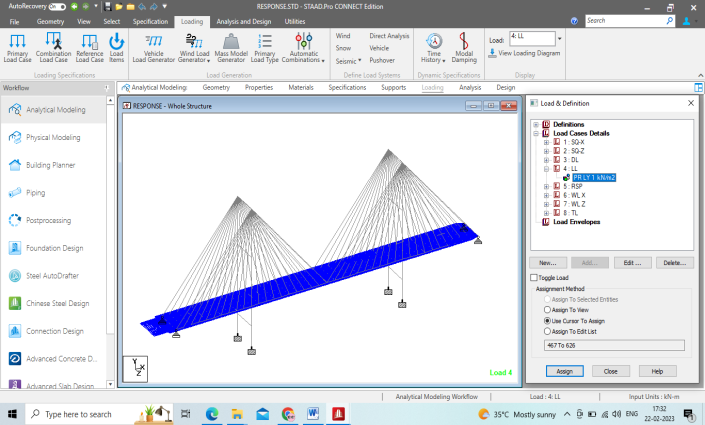 AutoRecovery On
RESPONSE.STD - STAAD.Pro CONNECT Edition
File Geometry View Select Specification Loading Analysis and Design Utilities
Search
Primary Load Case
Combination Load Case
Reference Load Case
Load Items
Vehicle Load Generator
Wind Load Generator
Mass Model Generator
Primary Load Type
Automatic Combinations
Wind
Snow
Seismic
Direct Analysis
Vehicle
Pushover
Time History
Modal Damping
Load: 4: LL
View Loading Diagram
Loading Specifications Load Generation Define Load Systems Dynamic Specifications Display
Workflow
Analytical Modeling: Geometry Properties Materials Specifications Supports Loading Analysis Design
Analytical Modeling
Physical Modeling
Building Planner
Piping
Postprocessing
Foundation Design
Steel AutoDrafter
Chinese Steel Design
Connection Design
Advanced Concrete D...
Advanced Slab Design
RESPONSE - Whole Structure
Y
X
Z
Load 4
Load & Definition
Definitions
Load Cases Details
1 : SQ-X
2 : SQ-Z
3 : DL
4 : LL
PR LY 1 kN/m2
5 : RSP
6 : WL X
7 : WL Z
8 : TL
Load Envelopes
New... Add... Edit ... Delete...
Toggle Load
Assignment Method
Assign To Selected Entities
Assign To View
Use Cursor To Assign
Assign To Edit List
467 To 626
Assign Close Help
Analytical Modeling Workflow Load : 4: LL Input Units : kN-m
Type here to search
35°C Mostly sunny
ENG
17:32
22-02-2023